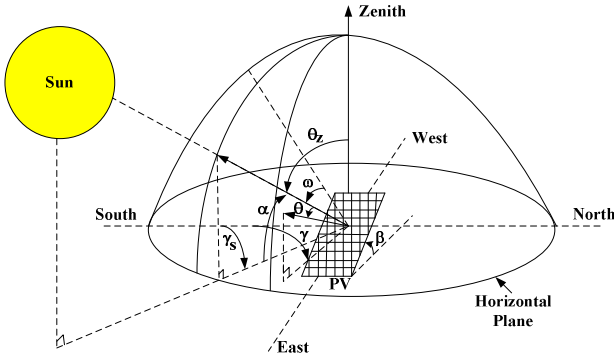 Zenith
Sun
West
θz
ω
θ
South
α
γs
γ
β
North
PV
Horizontal
Plane
East